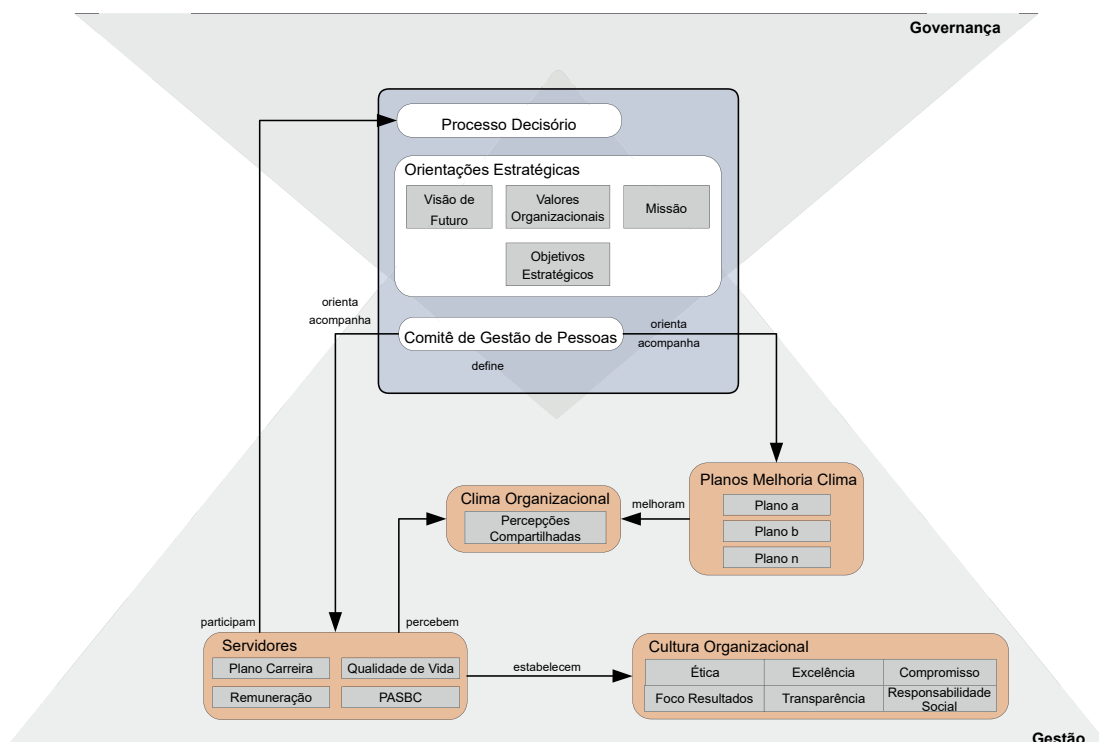 Governança
Processo Decisório
Orientações Estratégicas
Visão de
Futuro
Valores
Organizacionais
Missão
Objetivos
Estratégicos
orienta
acompanha
Comitê de Gestão de Pessoas
orienta
acompanha
define
Planos Melhoria Clima
Plano a
Plano b
Plano n
Clima Organizacional
Percepções
Compartilhadas
melhoram
participam
percebem
Servidores
Plano Carreira
Qualidade de Vida
Remuneração
PASBC
estabelecem
Cultura Organizacional
Ética
Excelência
Compromisso
Foco Resultados
Transparência
Responsabilidade
Social
Gestão